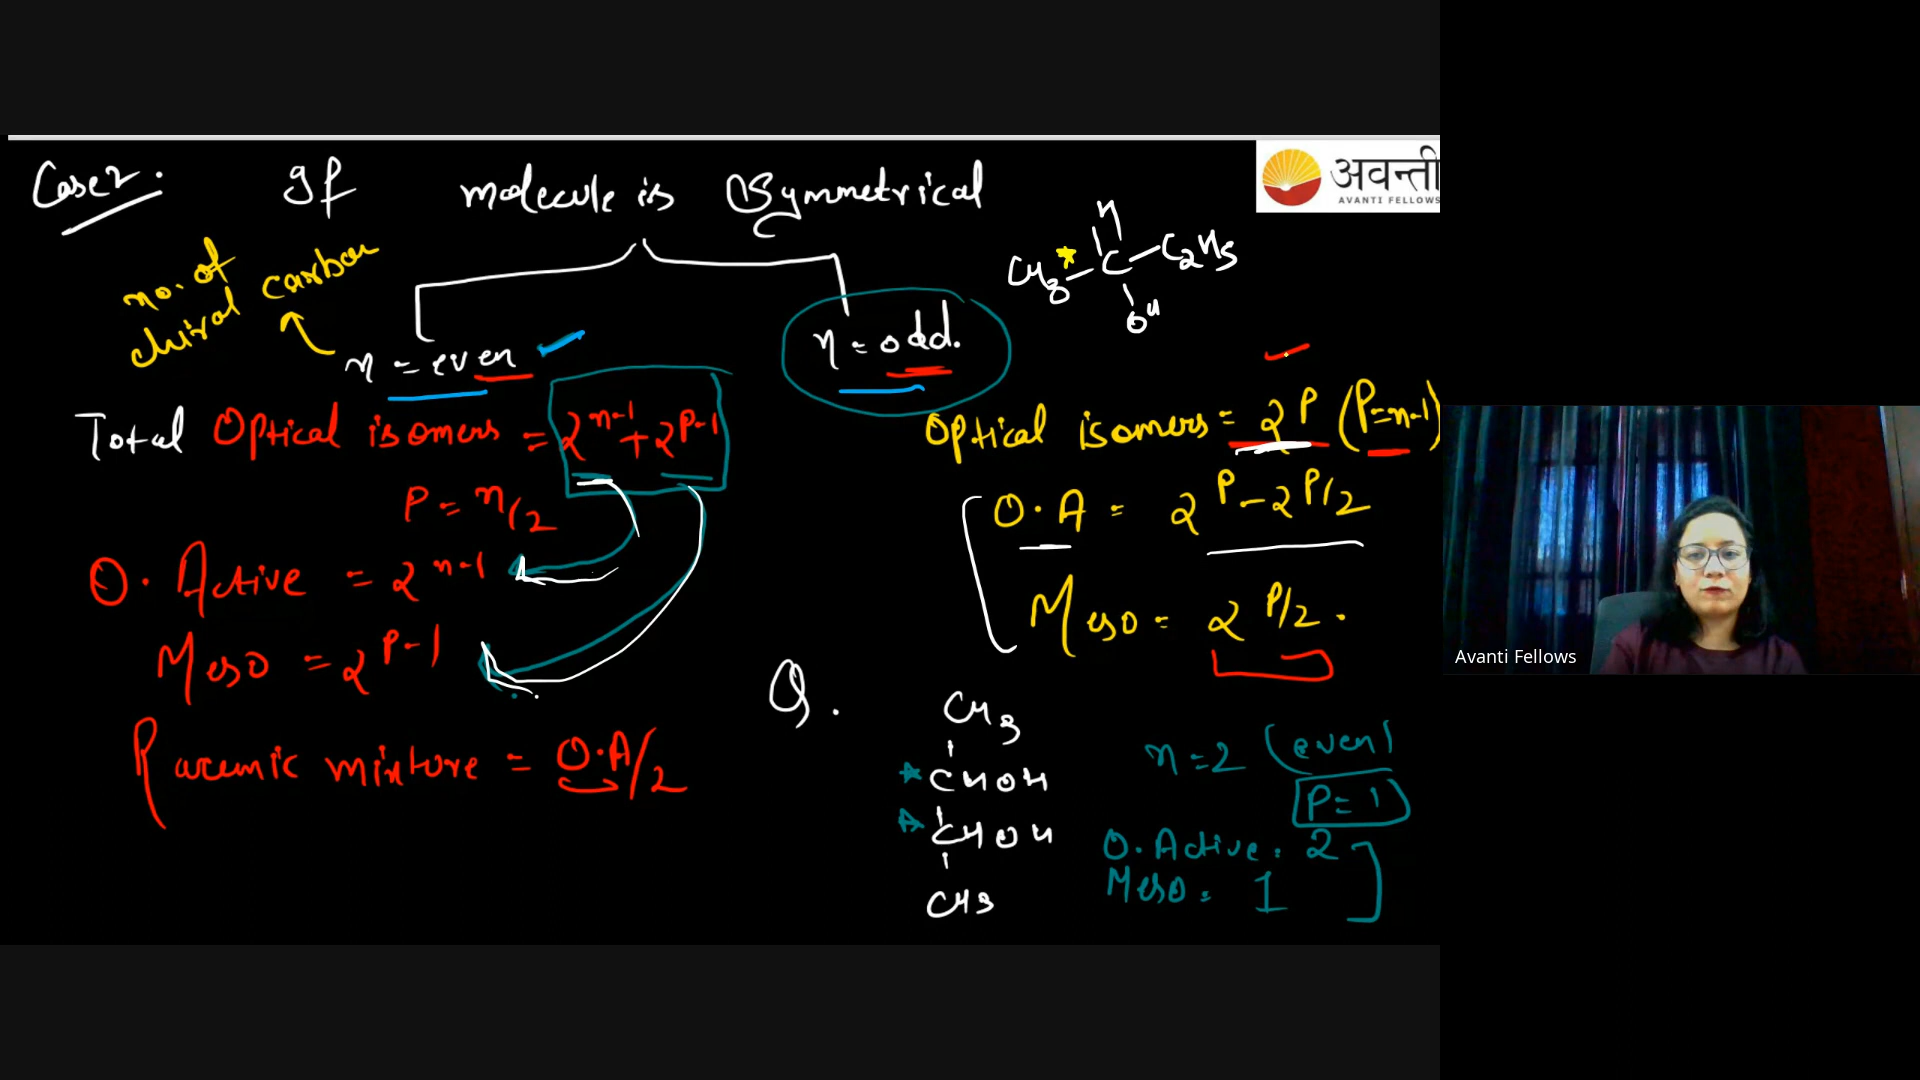 Case2. If molecule is Symmetrical
अवन्ती
AVANTI FELLOWS
no. of chiral carbon
H
CH3 – C – C2H5
OH
n = even
n = odd.
Total Optical isomers = 2^n-1 + 2^P-1
P = n/2
O. Active = 2^n-1
Meso = 2^P-1
Racemic mixture = O.A/2
Optical isomers = 2^P (P=n-1)
O.A = 2^P - 2^P/2
Meso = 2^P/2.
Q.
CH3
CHOH
CHOH
CH3
n=2 (even)
P=1
O. Active = 2
Meso = 1
Avanti Fellows